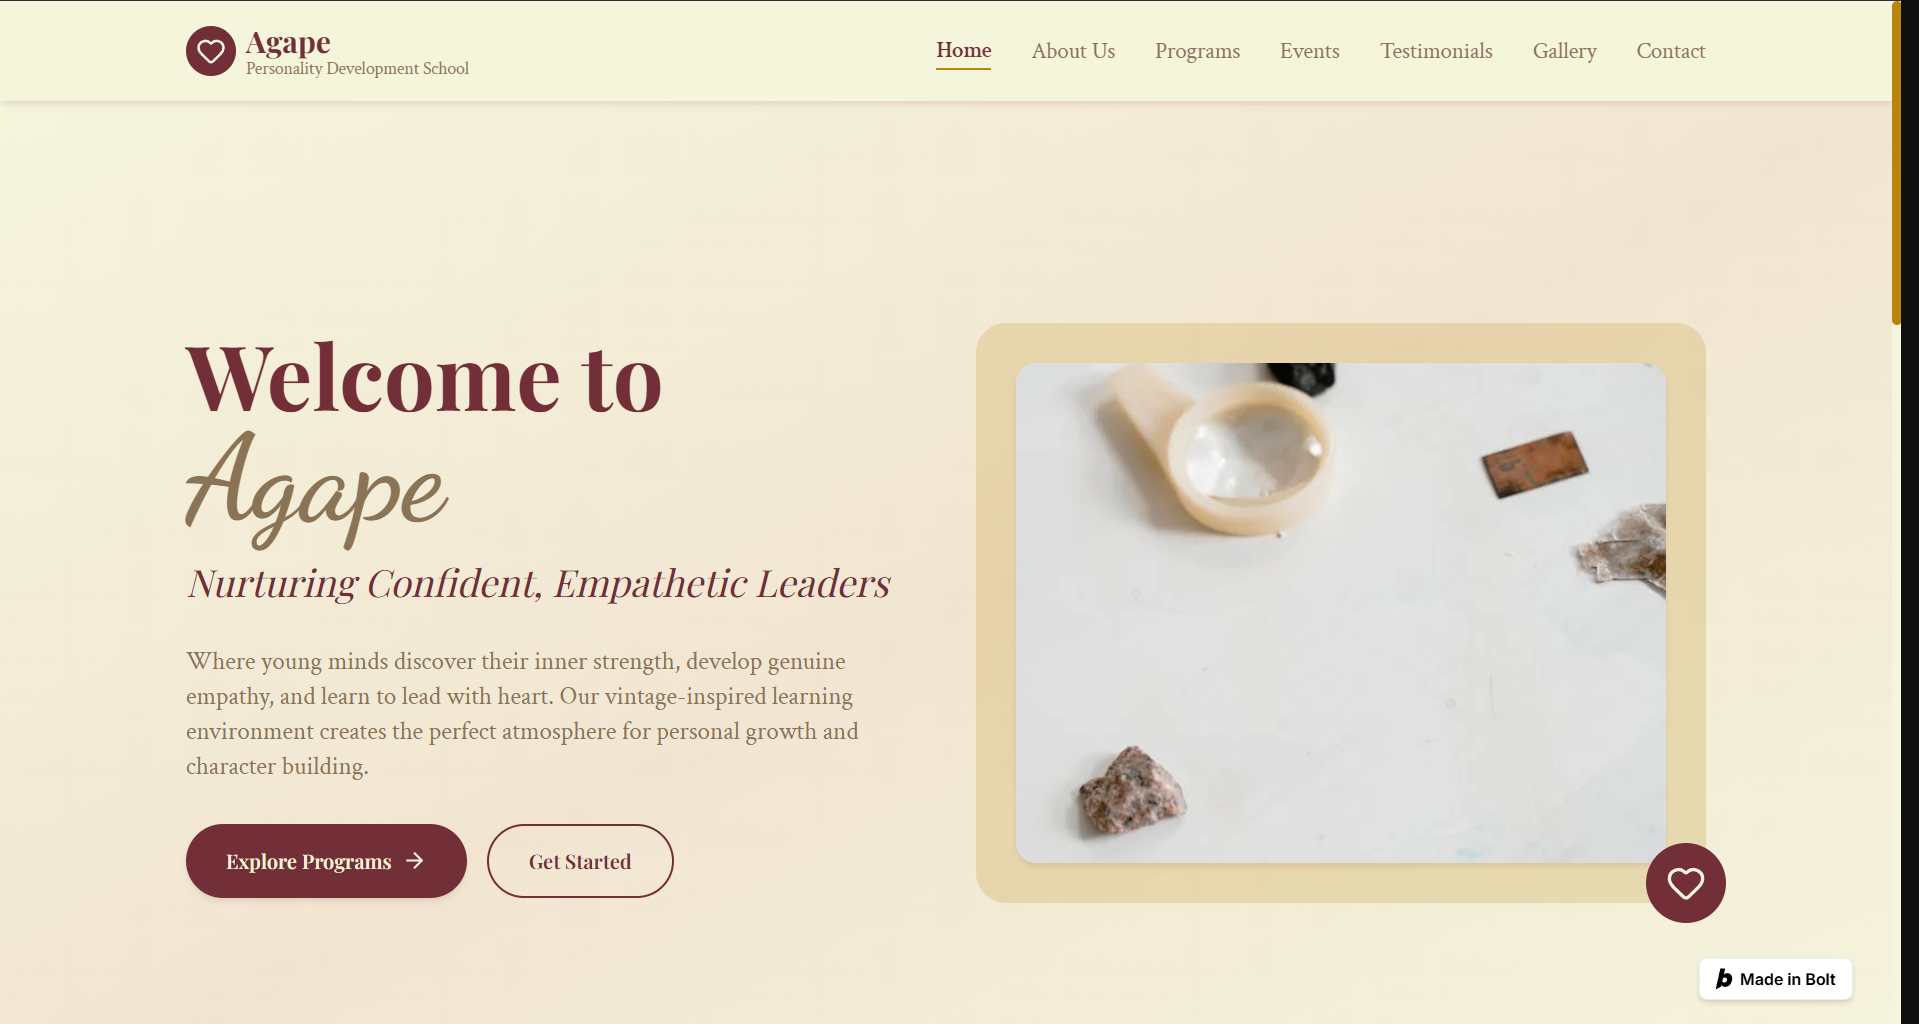 Agape
Personality Development School
Home
About Us
Programs
Events
Testimonials
Gallery
Contact
Welcome to
Agape
Nurturing Confident, Empathetic Leaders
Where young minds discover their inner strength, develop genuine
empathy, and learn to lead with heart. Our vintage-inspired learning
environment creates the perfect atmosphere for personal growth and
character building.
Explore Programs
Get Started
Made in Bolt